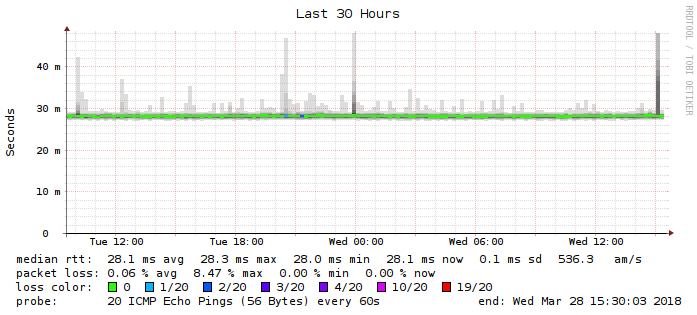 Last 30 Hours
RRDTOOL / TOBI OETIKER
Seconds
40 m
30 m
20 m
10 m
0
Tue 12:00 Tue 18:00 Wed 00:00 Wed 06:00 Wed 12:00
median rtt: 28.1 ms avg 28.3 ms max 28.0 ms min 28.1 ms now 0.1 ms sd 536.3 am/s
packet loss: 0.06 % avg 8.47 % max 0.00 % min 0.00 % now
loss color: 0 1/20 2/20 3/20 4/20 10/20 19/20
probe: 20 ICMP Echo Pings (56 Bytes) every 60s end: Wed Mar 28 15:30:03 2018